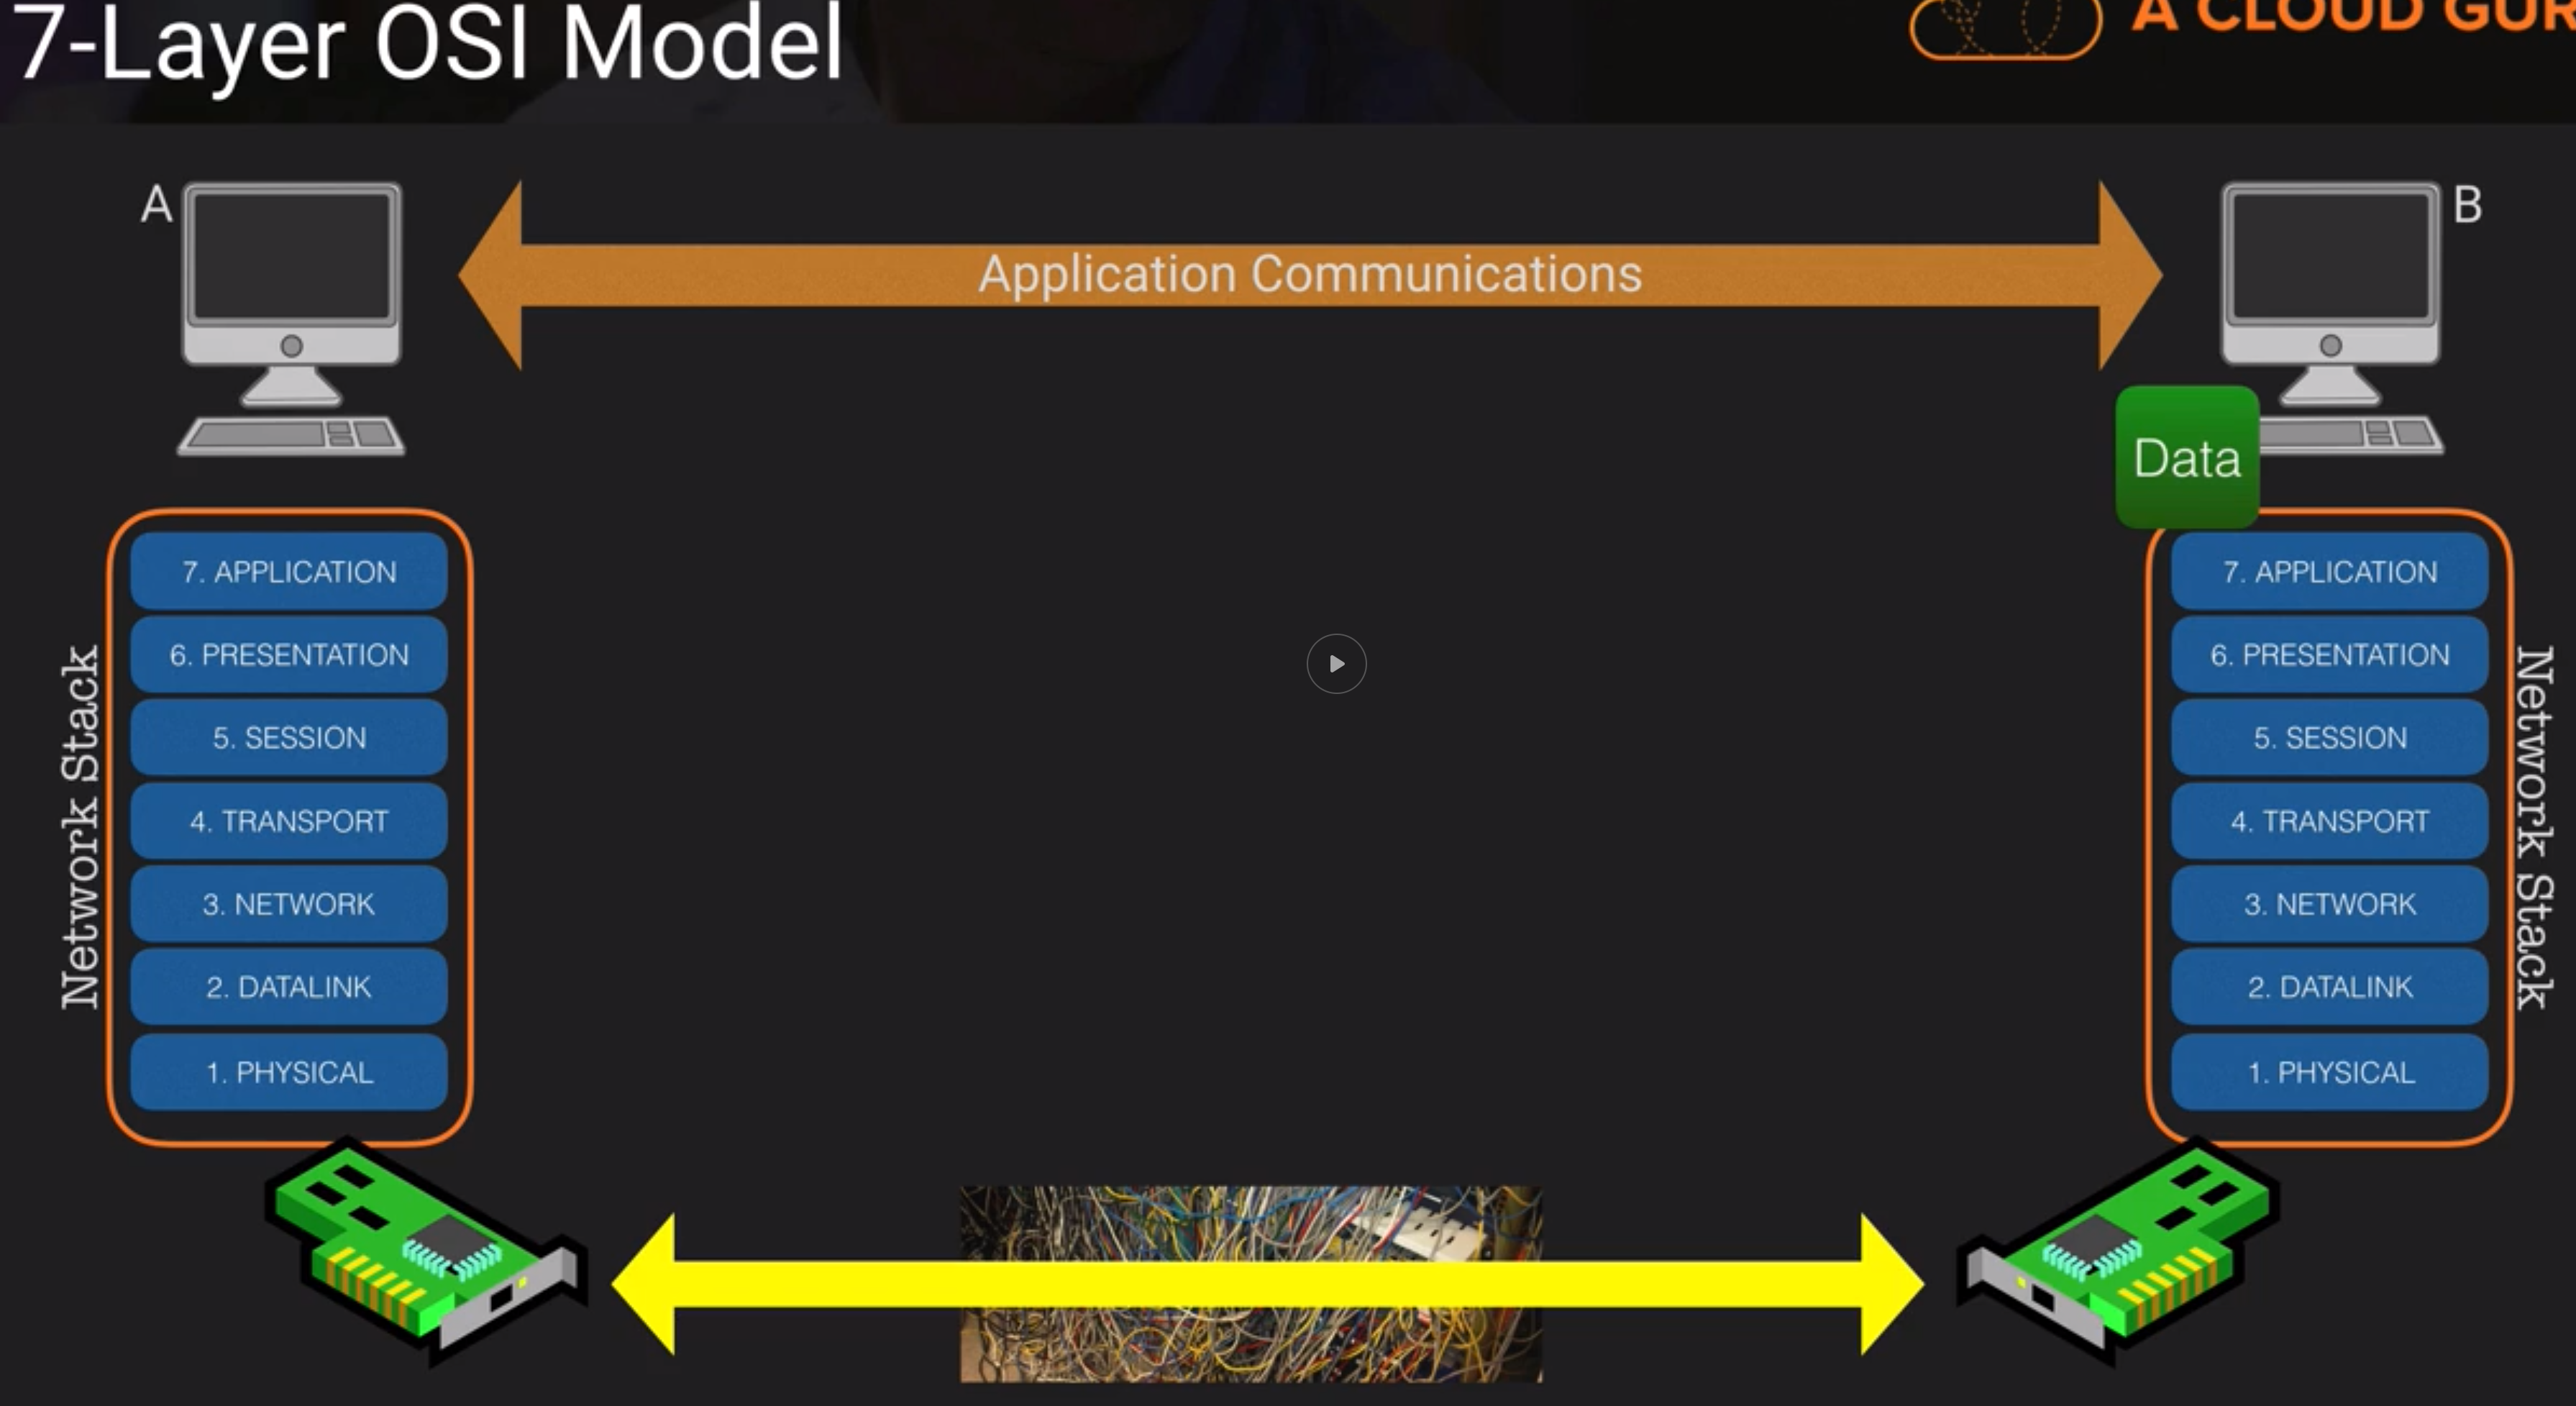 7-Layer OSI Model
A CLOUD GUR
A
B
Application Communications
Data
Network Stack
7. APPLICATION
6. PRESENTATION
5. SESSION
4. TRANSPORT
3. NETWORK
2. DATALINK
1. PHYSICAL
7. APPLICATION
6. PRESENTATION
5. SESSION
4. TRANSPORT
3. NETWORK
2. DATALINK
1. PHYSICAL
Network Stack